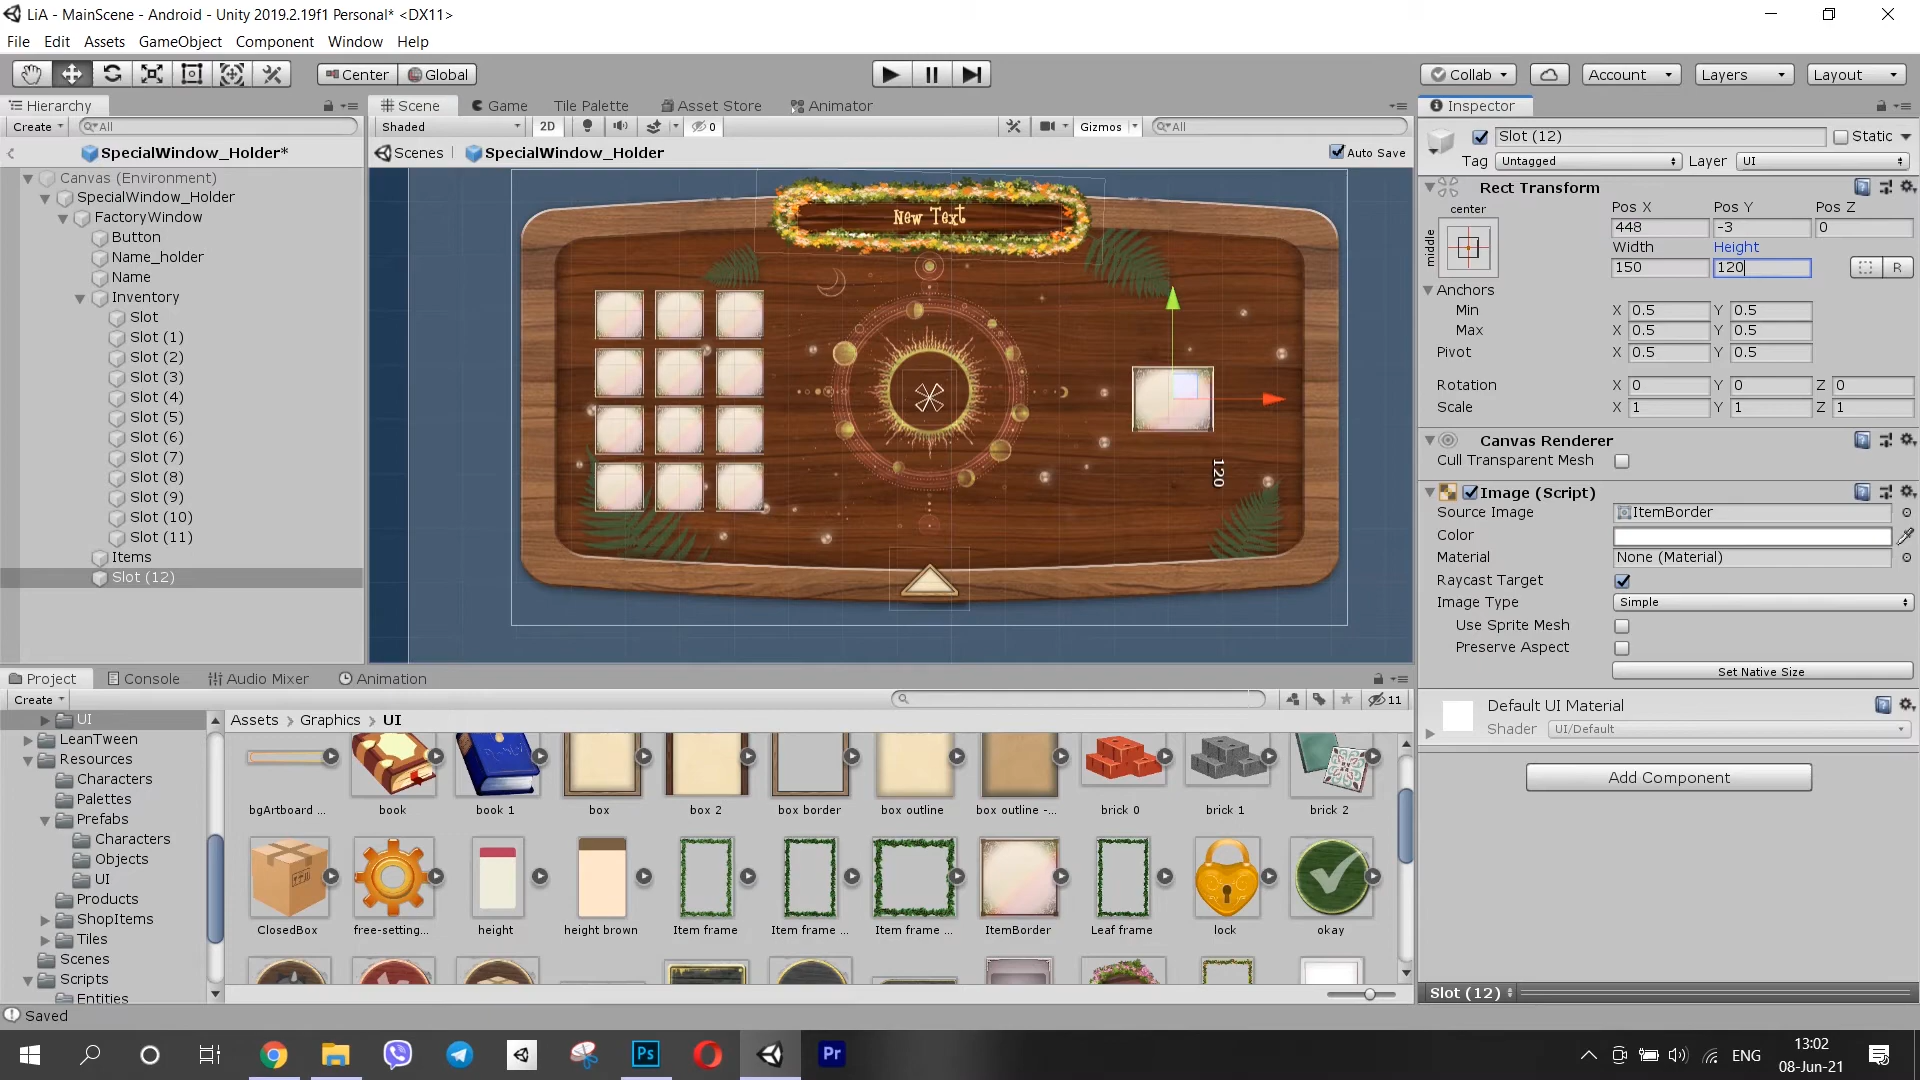 LiA - MainScene - Android - Unity 2019.2.19f1 Personal* <DX11>
File Edit Assets GameObject Component Window Help
Center Global Collab Account Layers Layout
Hierarchy
Create All
SpecialWindow_Holder*
Canvas (Environment)
SpecialWindow_Holder
FactoryWindow
Button
Name_holder
Name
Inventory
Slot
Slot (1)
Slot (2)
Slot (3)
Slot (4)
Slot (5)
Slot (6)
Slot (7)
Slot (8)
Slot (9)
Slot (10)
Slot (11)
Items
Slot (12)
Scene Game Tile Palette Asset Store Animator
Shaded 2D 0 Gizmos All
Scenes SpecialWindow_Holder Auto Save
New Text
120
Inspector
Slot (12) Static
Tag Untagged Layer UI
Rect Transform
center Pos X Pos Y Pos Z
middle 448 -3 0
Width Height
150 120 R
Anchors
Min X 0.5 Y 0.5
Max X 0.5 Y 0.5
Pivot X 0.5 Y 0.5
Rotation X 0 Y 0 Z 0
Scale X 1 Y 1 Z 1
Canvas Renderer
Cull Transparent Mesh
Image (Script)
Source Image ItemBorder
Color
Material None (Material)
Raycast Target
Image Type Simple
Use Sprite Mesh
Preserve Aspect
Set Native Size
Default UI Material
Shader UI/Default
Add Component
Slot (12)
Project Console Audio Mixer Animation
Create 11
UI
LeanTween
Resources
Characters
Palettes
Prefabs
Characters
Objects
UI
Products
ShopItems
Tiles
Scenes
Scripts
Entities
Assets > Graphics > UI
bgArtboard ... book book 1 box box 2 box border box outline box outline -... brick 0 brick 1 brick 2
ClosedBox free-setting... height height brown Item frame Item frame ... Item frame ... ItemBorder Leaf frame lock okay
Saved
Ps Pr
ENG 13:02
08-Jun-21